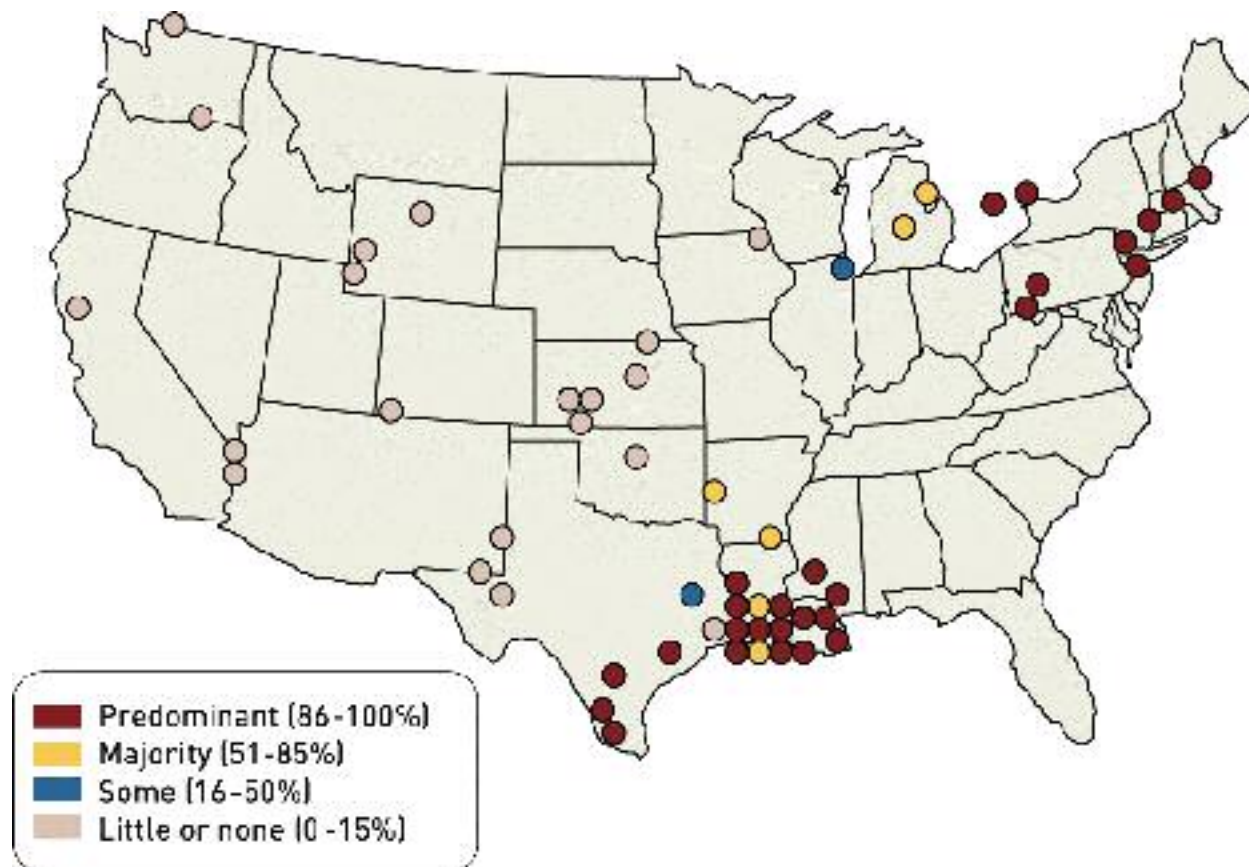 Predominant (86-100%)
Majority (51-85%)
Some (16-50%)
Little or none (0 -15%)